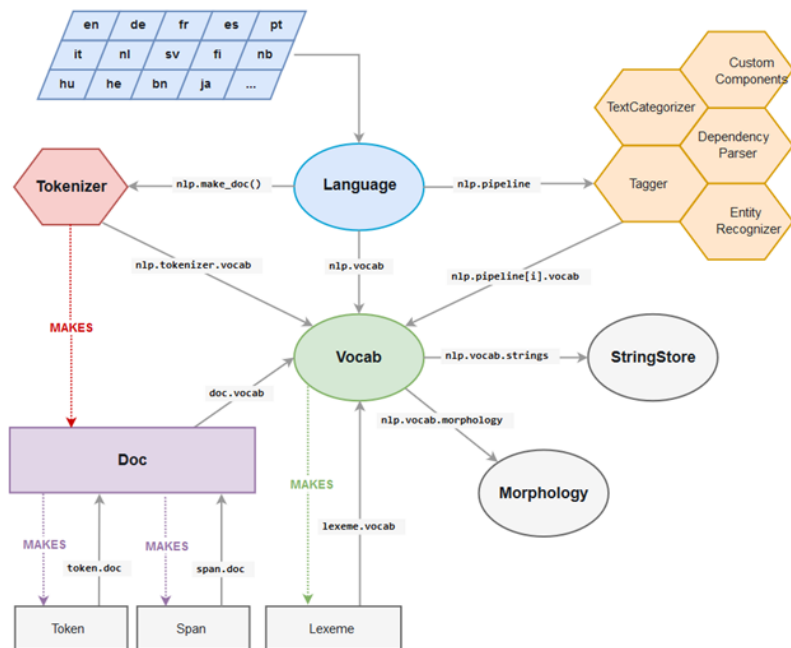 en de fr es pt
it nl sv fi nb
hu he bn ja ...
Custom
Components
TextCategorizer
Dependency
Parser
Tagger
Entity
Recognizer
Tokenizer
nlp.make_doc()
Language
nlp.pipeline
nlp.tokenizer.vocab
nlp.vocab
nlp.pipeline[i].vocab
MAKES
Vocab
nlp.vocab.strings
StringStore
doc.vocab
nlp.vocab.morphology
Doc
MAKES
Morphology
lexeme.vocab
MAKES
MAKES
token.doc
span.doc
Token
Span
Lexeme